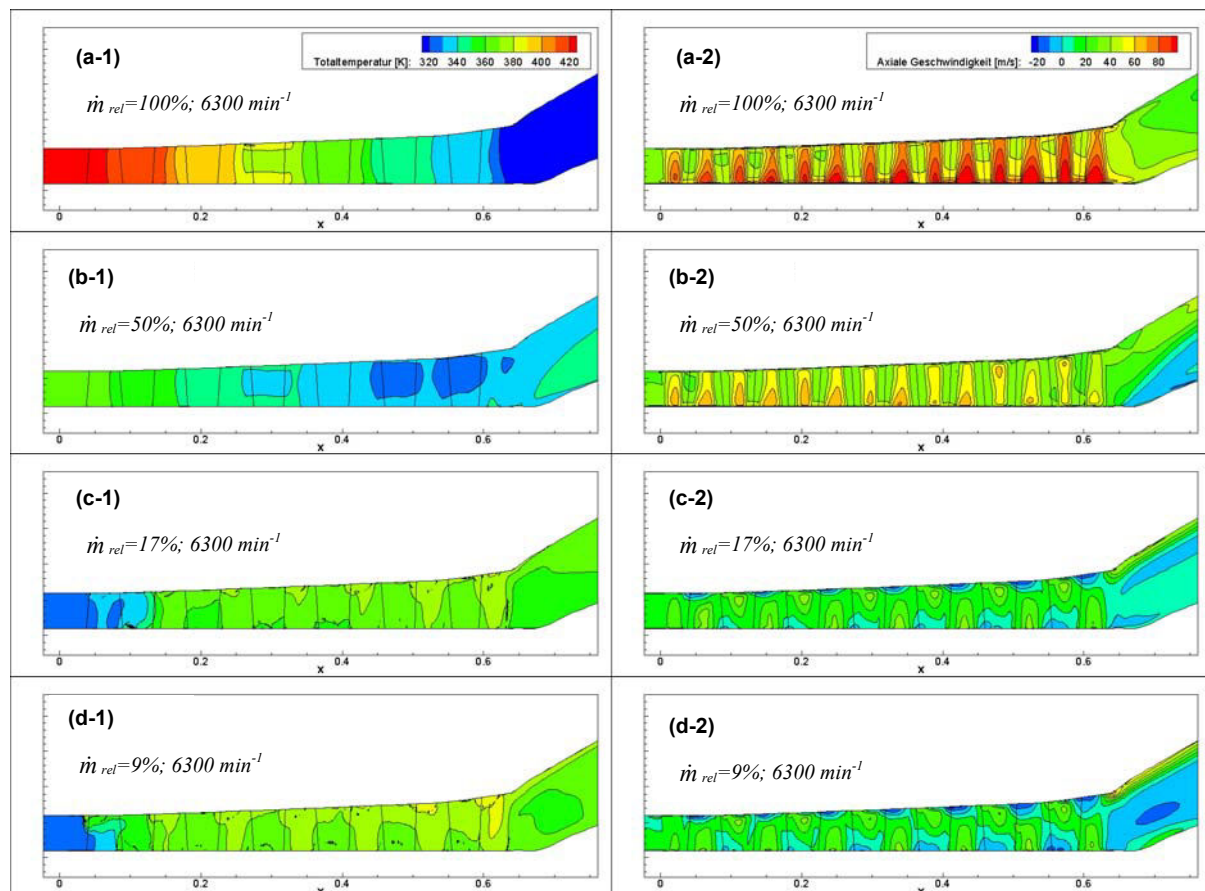 (a-1)
320 340 360 380 400 420
Totaltemperatur [K]:
ṁ rel=100%; 6300 min-1
0 0.2 0.4 0.6
x
(a-2)
-20 0 20 40 60 80
Axiale Geschwindigkeit [m/s]
ṁ rel=100%; 6300 min-1
0 0.2 0.4 0.6
x
(b-1)
ṁ rel=50%; 6300 min-1
0 0.2 0.4 0.6
x
(b-2)
ṁ rel=50%; 6300 min-1
0 0.2 0.4 0.6
x
(c-1)
ṁ rel=17%; 6300 min-1
0 0.2 0.4 0.6
x
(c-2)
ṁ rel=17%; 6300 min-1
0 0.2 0.4 0.6
x
(d-1)
ṁ rel=9%; 6300 min-1
0 0.2 0.4 0.6
x
(d-2)
ṁ rel=9%; 6300 min-1
0 0.2 0.4 0.6
x